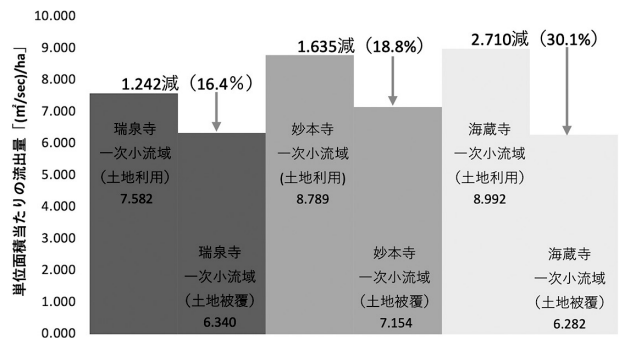 単位面積当たりの流出量「(㎥/sec)/ha」
10.000
9.000
8.000
7.000
6.000
5.000
4.000
3.000
2.000
1.000
0.000
1.242減（16.4％）
1.635減（18.8%）
2.710減（30.1%）
瑞泉寺
一次小流域
（土地利用）
7.582
瑞泉寺
一次小流域
（土地被覆）
6.340
妙本寺
一次小流域
(土地利用)
8.789
妙本寺
一次小流域
（土地被覆）
7.154
海蔵寺
一次小流域
（土地利用）
8.992
海蔵寺
一次小流域
（土地被覆）
6.282